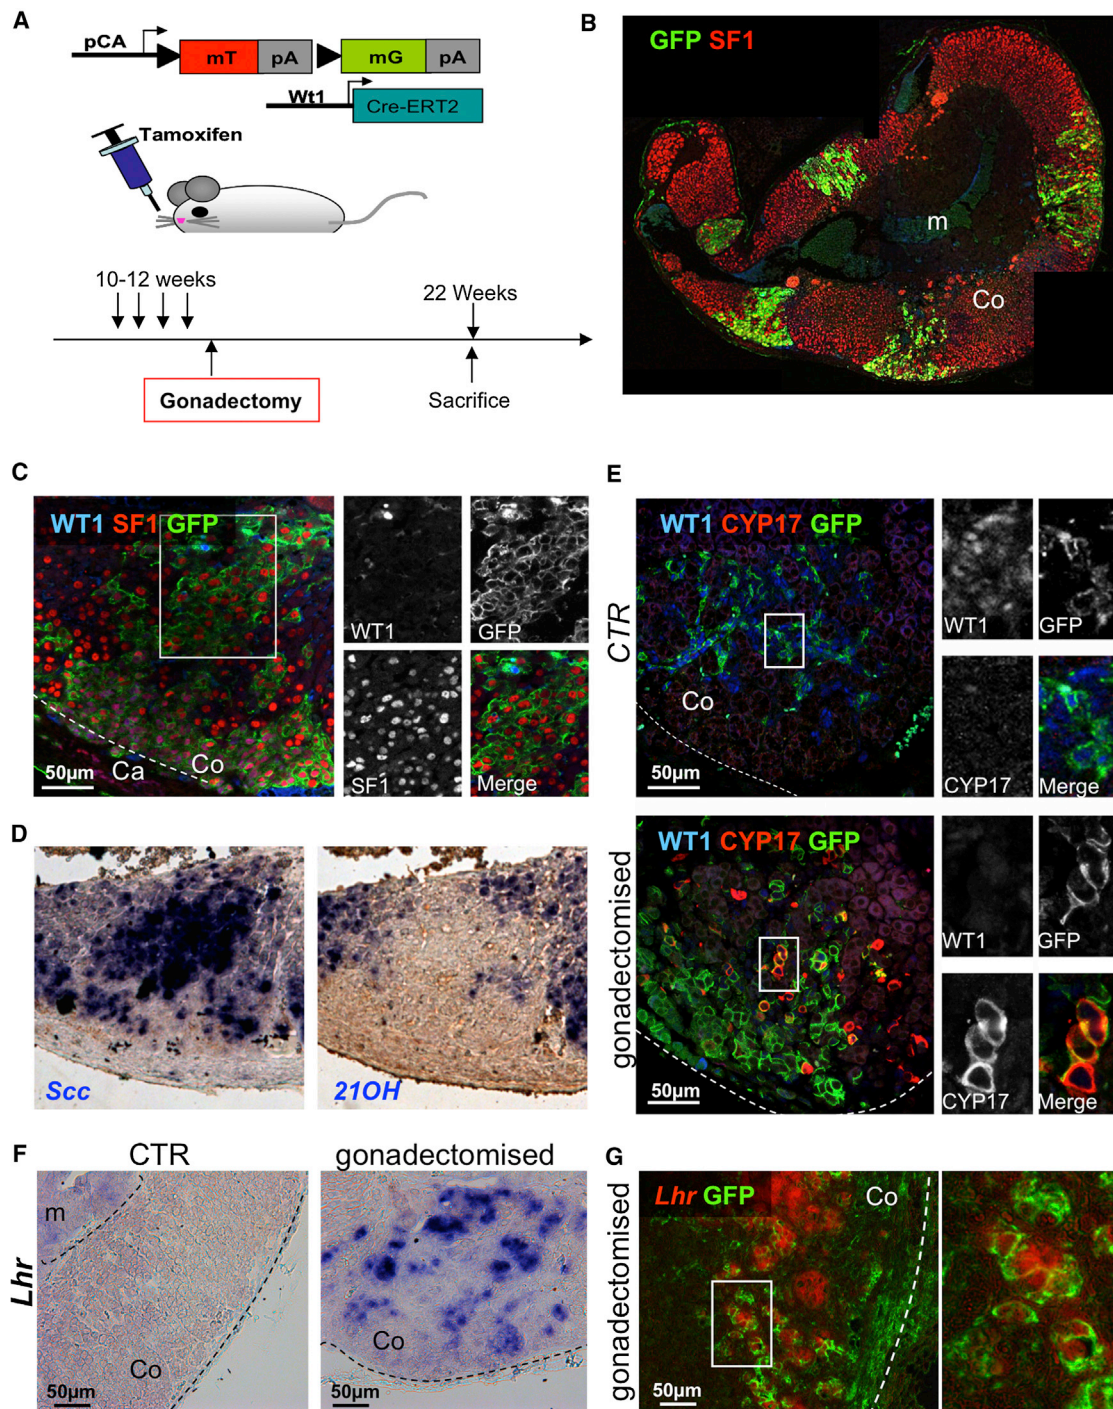 A
pCA
mT pA mG pA
Wt1 Cre-ERT2
Tamoxifen
10-12 weeks
22 Weeks
Gonadectomy
Sacrifice
B
GFP SF1
m
Co
C
WT1 SF1 GFP
Ca Co
50µm
WT1
GFP
SF1
Merge
D
Scc
21OH
E
CTR
WT1 CYP17 GFP
Co
50µm
WT1
GFP
CYP17
Merge
gonadectomised
WT1 CYP17 GFP
50µm
WT1
GFP
CYP17
Merge
F
CTR
gonadectomised
Lhr
m
Co
50µm
Co
50µm
G
gonadectomised
Lhr GFP
Co
50µm